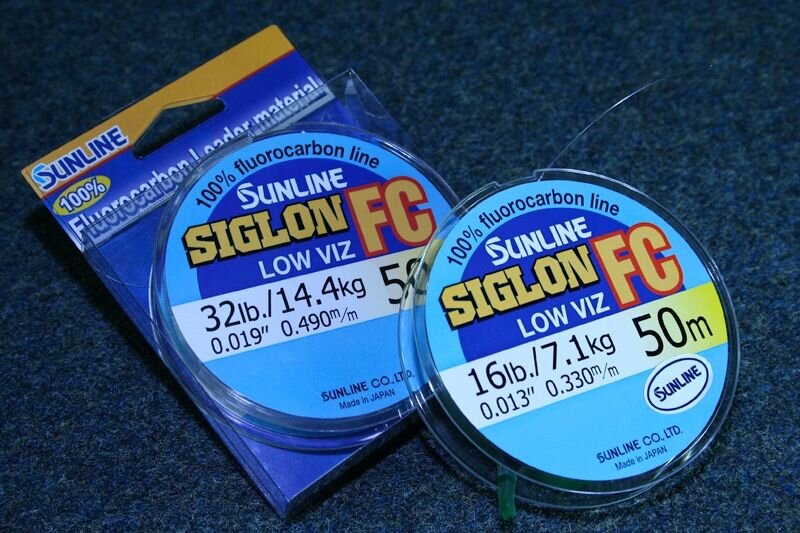 SUNLINE
100%
Fluorocarbon Leader material
100% fluorocarbon line
SUNLINE
SIGLON FC
LOW VIZ
32lb./14.4kg
0.019" 0.490m/m
SUNLINE CO., LTD.
Made in JAPAN
100% fluorocarbon line
SUNLINE
SIGLON FC
LOW VIZ
16lb./7.1kg 50m
0.013" 0.330m/m
SUNLINE
SUNLINE CO., LTD.
Made in JAPAN